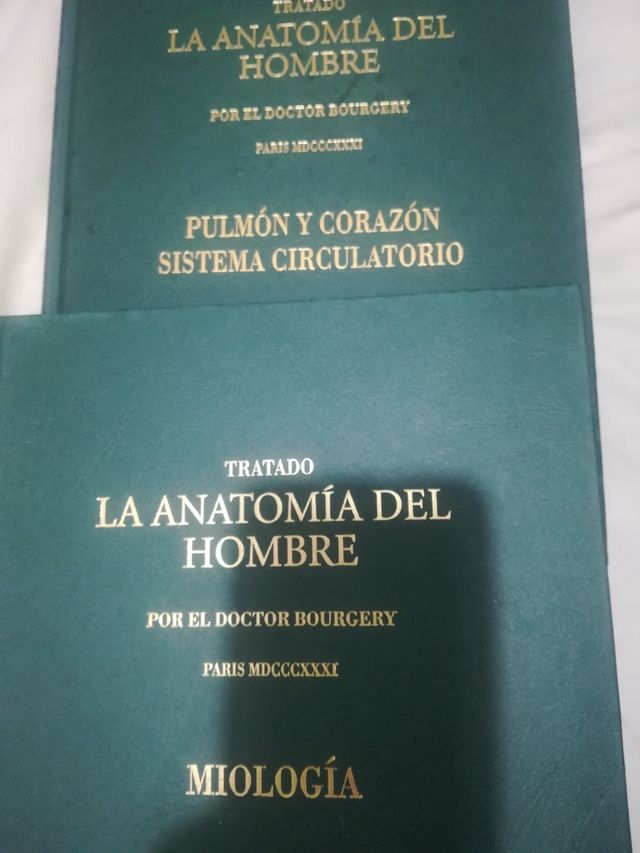 TRATADO
LA ANATOMÍA DEL
HOMBRE
POR EL DOCTOR BOURGERY
PARIS MDCCCXXXI
PULMÓN Y CORAZÓN
SISTEMA CIRCULATORIO
TRATADO
LA ANATOMÍA DEL
HOMBRE
POR EL DOCTOR BOURGERY
PARIS MDCCCXXXI
MIOLOGÍA